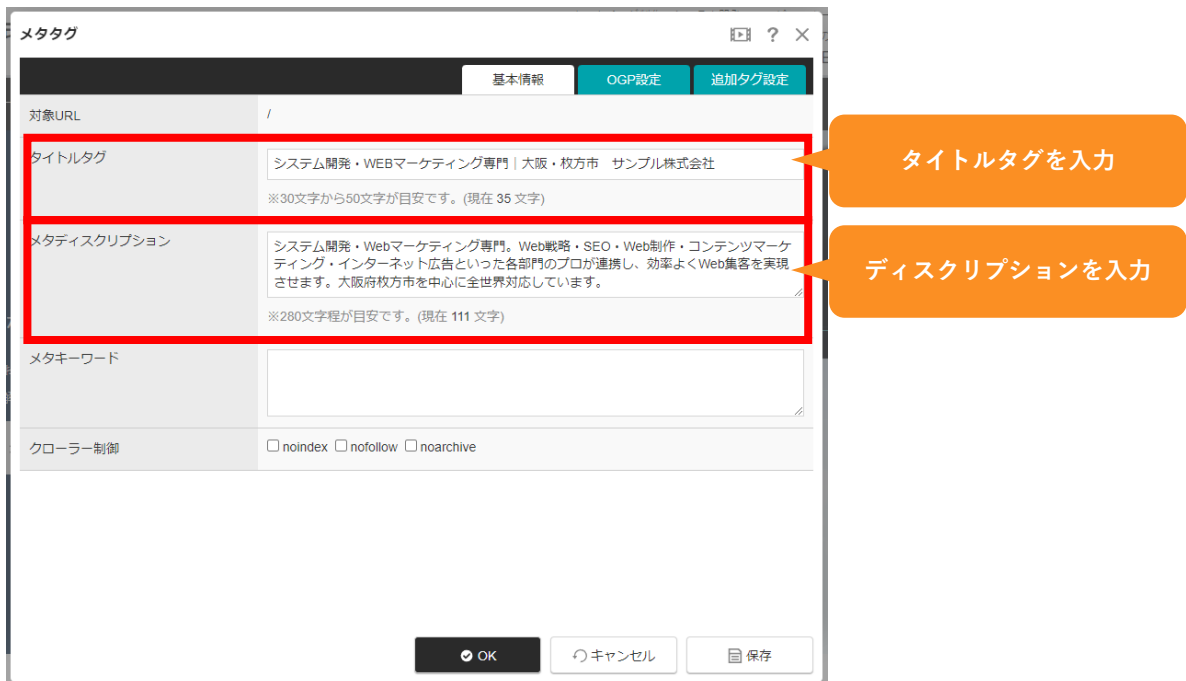 メタタグ
?
基本情報 OGP設定 追加タグ設定
対象URL /
タイトルタグ
システム開発・WEBマーケティング専門｜大阪・枚方市　サンプル株式会社
※30文字から50文字が目安です。(現在 35 文字)
タイトルタグを入力
メタディスクリプション
システム開発・Webマーケティング専門。Web戦略・SEO・Web制作・コンテンツマーケ
ティング・インターネット広告といった各部門のプロが連携し、効率よくWeb集客を実現
させます。大阪府枚方市を中心に全世界対応しています。
※280文字程が目安です。(現在 111 文字)
ディスクリプションを入力
メタキーワード
クローラー制御 noindex nofollow noarchive
OK キャンセル 保存